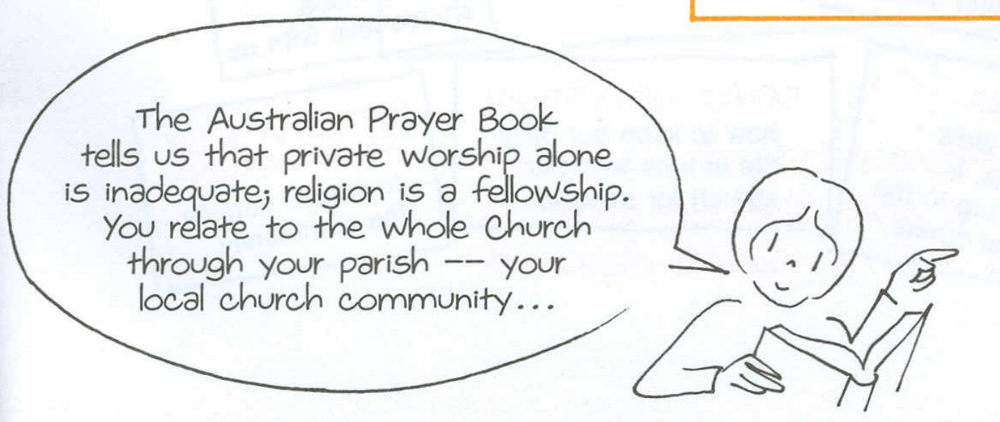 The Australian Prayer Book
tells us that private worship alone
is inadequate; religion is a fellowship.
You relate to the whole Church
through your parish -- your
local church community...